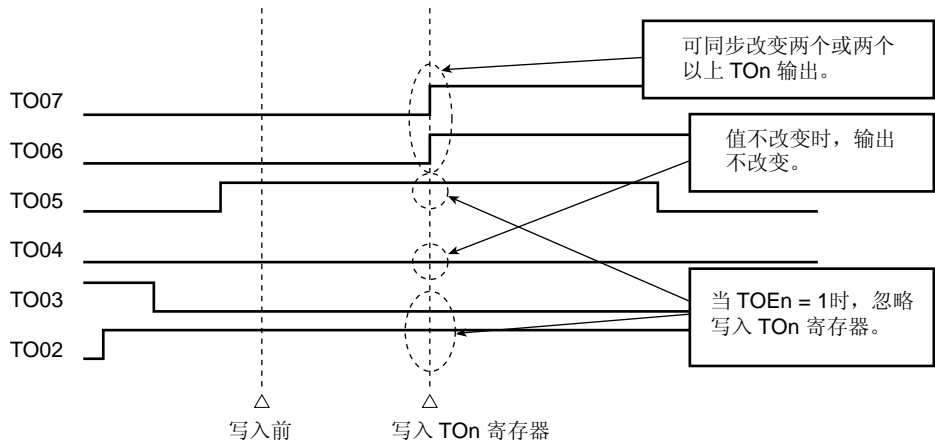 可同步改变两个或两个
以上 TOn 输出。
TO07
TO06
值不改变时，输出
不改变。
TO05
TO04
TO03
当 TOEn = 1时，忽略
写入 TOn 寄存器。
TO02
写入前
写入 TOn 寄存器